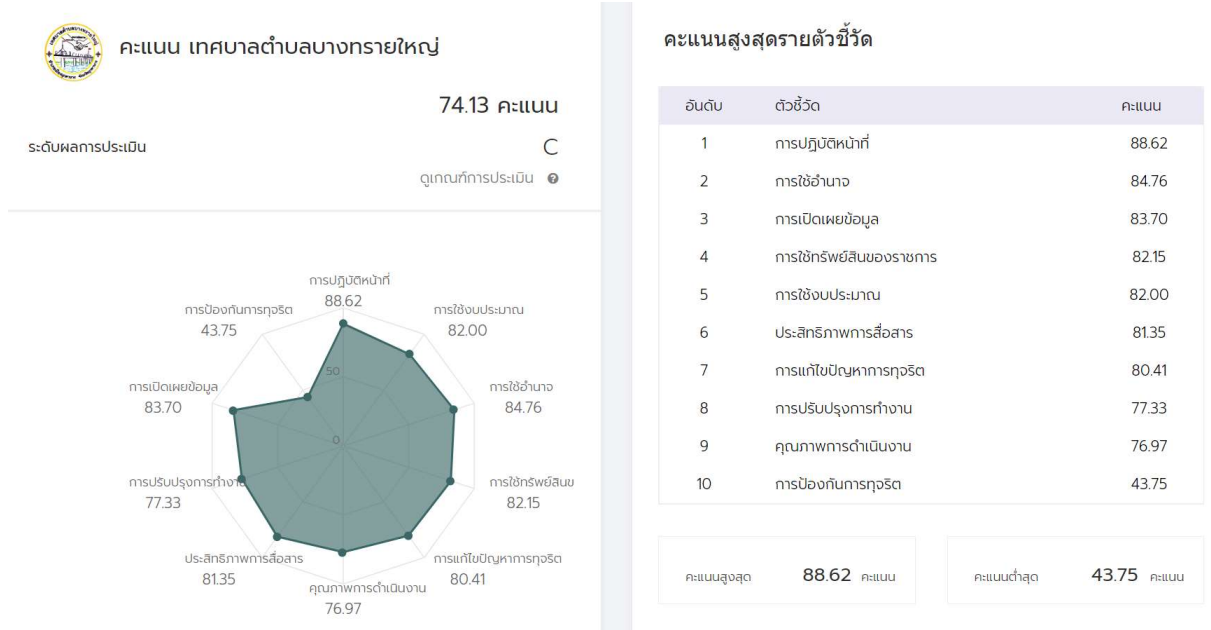 คะแนน เทศบาลตำบลบางทรายใหญ่
74.13 คะแนน
ระดับผลการประเมิน C
ดูเกณฑ์การประเมิน ?
การปฏิบัติหน้าที่
88.62
การป้องกันการทุจริต
43.75
การใช้งบประมาณ
82.00
50
การเปิดเผยข้อมูล
83.70
การใช้อำนาจ
84.76
0
การปรับปรุงการทำงาน
77.33
การใช้ทรัพย์สินข
82.15
ประสิทธิภาพการสื่อสาร
81.35
การแก้ไขปัญหาการทุจริต
80.41
คุณภาพการดำเนินงาน
76.97
คะแนนสูงสุดรายตัวชี้วัด
อันดับ ตัวชี้วัด คะแนน
1 การปฏิบัติหน้าที่ 88.62
2 การใช้อำนาจ 84.76
3 การเปิดเผยข้อมูล 83.70
4 การใช้ทรัพย์สินของราชการ 82.15
5 การใช้งบประมาณ 82.00
6 ประสิทธิภาพการสื่อสาร 81.35
7 การแก้ไขปัญหาการทุจริต 80.41
8 การปรับปรุงการทำงาน 77.33
9 คุณภาพการดำเนินงาน 76.97
10 การป้องกันการทุจริต 43.75
คะแนนสูงสุด 88.62 คะแนน
คะแนนต่ำสุด 43.75 คะแนน